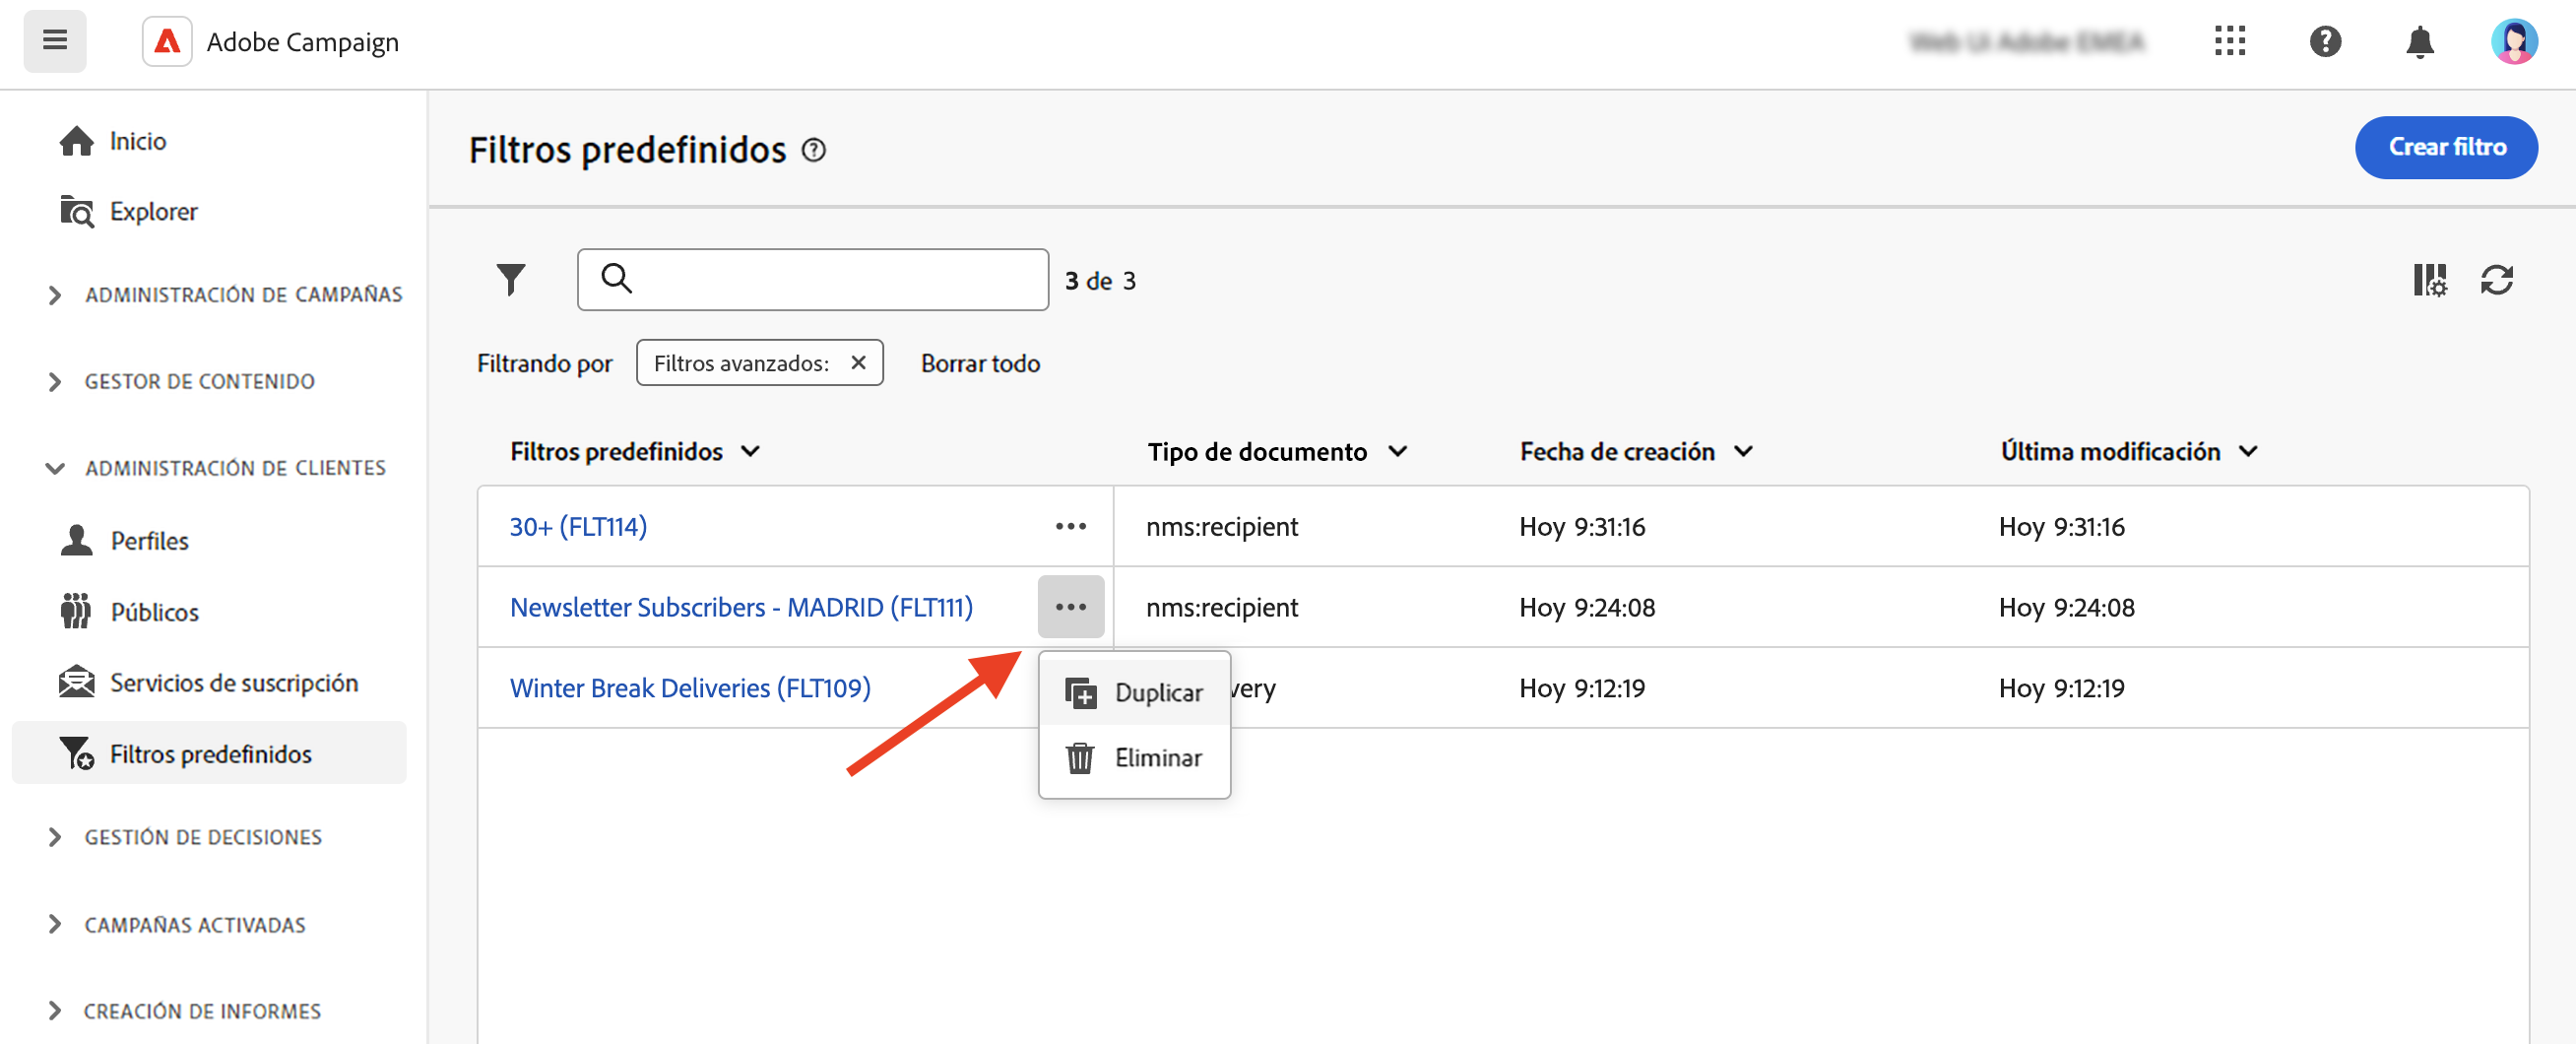 Adobe Campaign
Inicio
Explorer
ADMINISTRACIÓN DE CAMPAÑAS
GESTOR DE CONTENIDO
ADMINISTRACIÓN DE CLIENTES
Perfiles
Públicos
Servicios de suscripción
Filtros predefinidos
GESTIÓN DE DECISIONES
CAMPAÑAS ACTIVADAS
CREACIÓN DE INFORMES
Filtros predefinidos
Crear filtro
3 de 3
Filtrando por Filtros avanzados: Borrar todo
Filtros predefinidos Tipo de documento Fecha de creación Última modificación
30+ (FLT114) nms:recipient Hoy 9:31:16 Hoy 9:31:16
Newsletter Subscribers - MADRID (FLT111) nms:recipient Hoy 9:24:08 Hoy 9:24:08
Winter Break Deliveries (FLT109) Hoy 9:12:19 Hoy 9:12:19
Duplicar
Eliminar